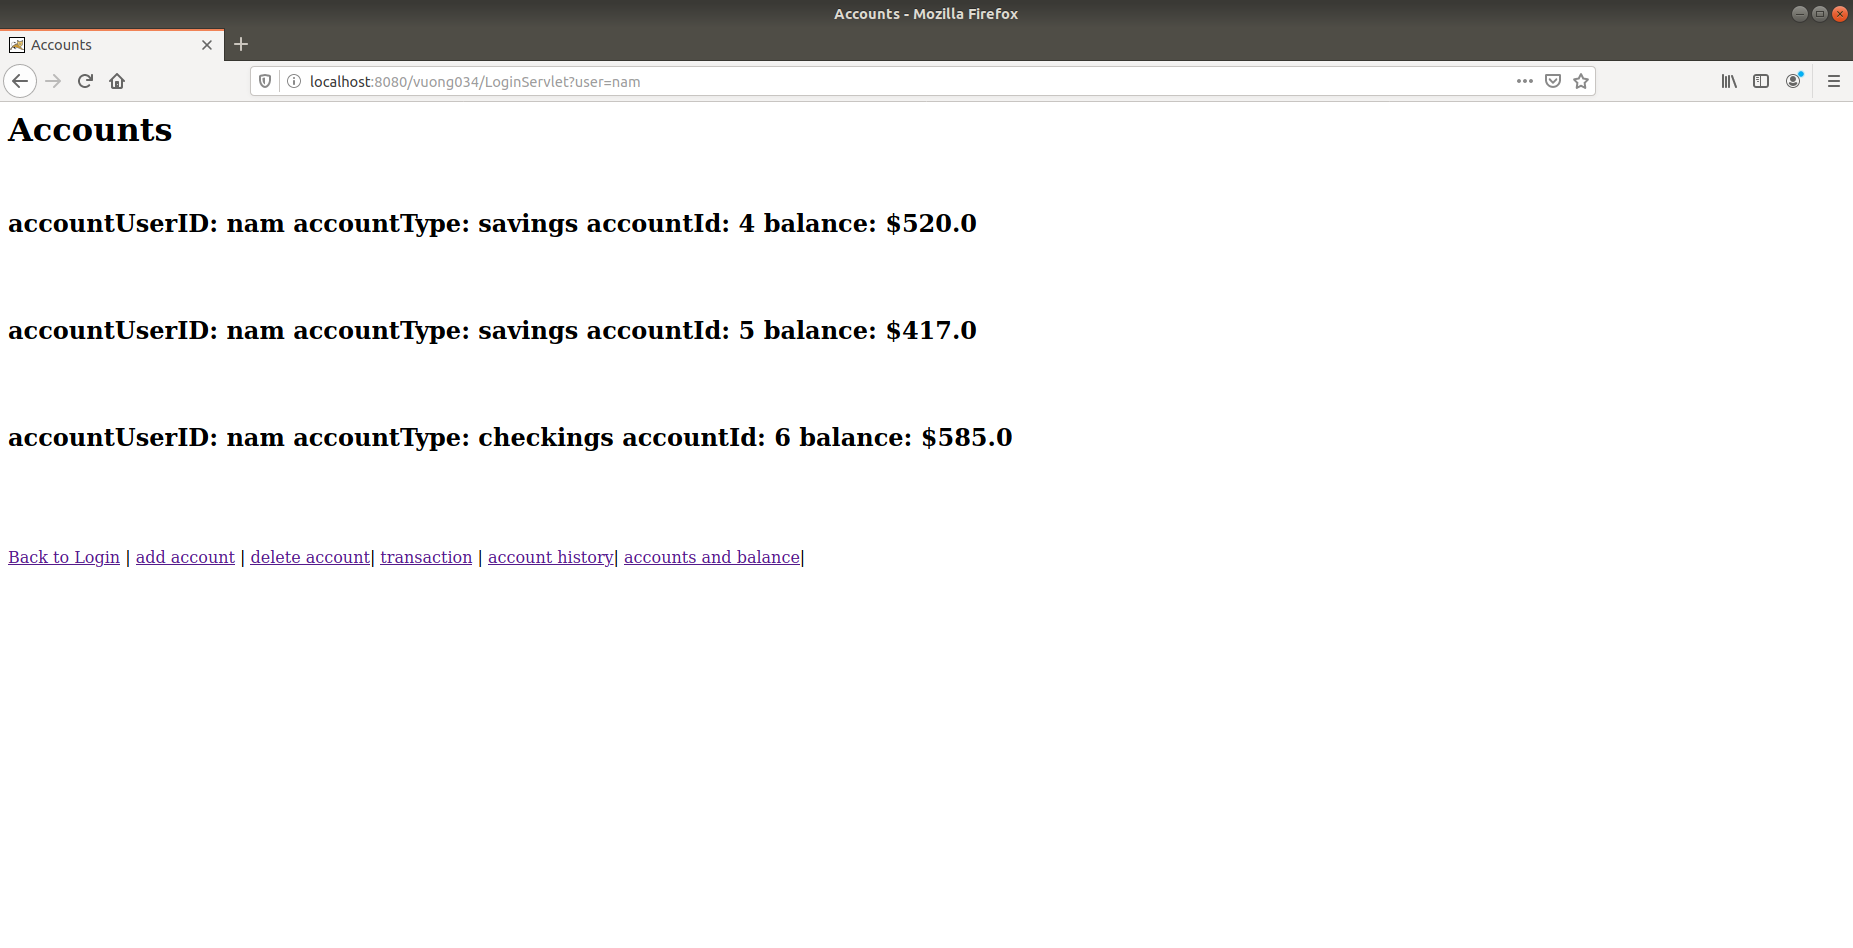 Accounts - Mozilla Firefox
Accounts
localhost:8080/vuong034/LoginServlet?user=nam
Accounts
accountUserID: nam accountType: savings accountId: 4 balance: $520.0
accountUserID: nam accountType: savings accountId: 5 balance: $417.0
accountUserID: nam accountType: checkings accountId: 6 balance: $585.0
Back to Login | add account | delete account| transaction | account history| accounts and balance|